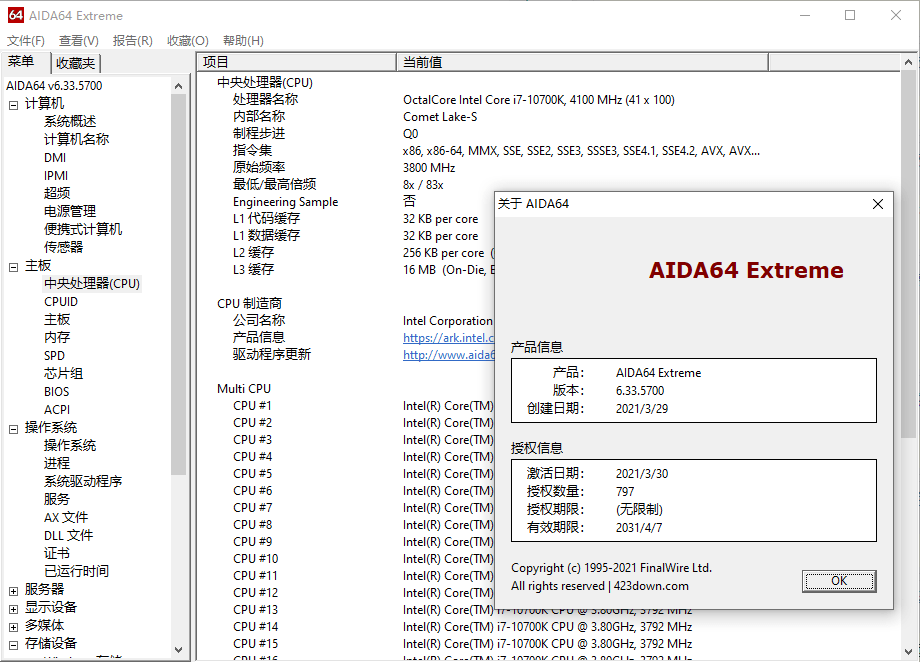 64 AIDA64 Extreme
文件(F) 查看(V) 报告(R) 收藏(O) 帮助(H)
菜单 收藏夹
AIDA64 v6.33.5700
计算机
系统概述
计算机名称
DMI
IPMI
超频
电源管理
便携式计算机
传感器
主板
中央处理器(CPU)
CPUID
主板
内存
SPD
芯片组
BIOS
ACPI
操作系统
操作系统
进程
系统驱动程序
服务
AX 文件
DLL 文件
证书
已运行时间
服务器
显示设备
多媒体
存储设备
项目 当前值
中央处理器(CPU)
处理器名称 OctalCore Intel Core i7-10700K, 4100 MHz (41 x 100)
内部名称 Comet Lake-S
制程步进 Q0
指令集 x86, x86-64, MMX, SSE, SSE2, SSE3, SSSE3, SSE4.1, SSE4.2, AVX, AVX...
原始频率 3800 MHz
最低/最高倍频 8x / 83x
Engineering Sample 否
L1 代码缓存 32 KB per core
L1 数据缓存 32 KB per core
L2 缓存 256 KB per core (
L3 缓存 16 MB (On-Die, E
CPU 制造商
公司名称 Intel Corporation
产品信息 https://ark.intel.c
驱动程序更新 http://www.aida6
Multi CPU
CPU #1 Intel(R) Core(TM)
CPU #2 Intel(R) Core(TM)
CPU #3 Intel(R) Core(TM)
CPU #4 Intel(R) Core(TM)
CPU #5 Intel(R) Core(TM)
CPU #6 Intel(R) Core(TM)
CPU #7 Intel(R) Core(TM)
CPU #8 Intel(R) Core(TM)
CPU #9 Intel(R) Core(TM)
CPU #10 Intel(R) Core(TM)
CPU #11 Intel(R) Core(TM)
CPU #12 Intel(R) Core(TM)
CPU #13 Intel(R) Core(TM) i7-10700K CPU @ 3.80GHz, 3792 MHz
CPU #14 Intel(R) Core(TM) i7-10700K CPU @ 3.80GHz, 3792 MHz
CPU #15 Intel(R) Core(TM) i7-10700K CPU @ 3.80GHz, 3792 MHz
CPU #16 Intel(R) Core(TM) i7-10700K CPU @ 3.80GHz, 3792 MHz
关于 AIDA64
AIDA64 Extreme
产品信息
产品: AIDA64 Extreme
版本: 6.33.5700
创建日期: 2021/3/29
授权信息
激活日期: 2021/3/30
授权数量: 797
授权期限: (无限制)
有效期限: 2031/4/7
Copyright (c) 1995-2021 FinalWire Ltd.
All rights reserved | 423down.com
OK